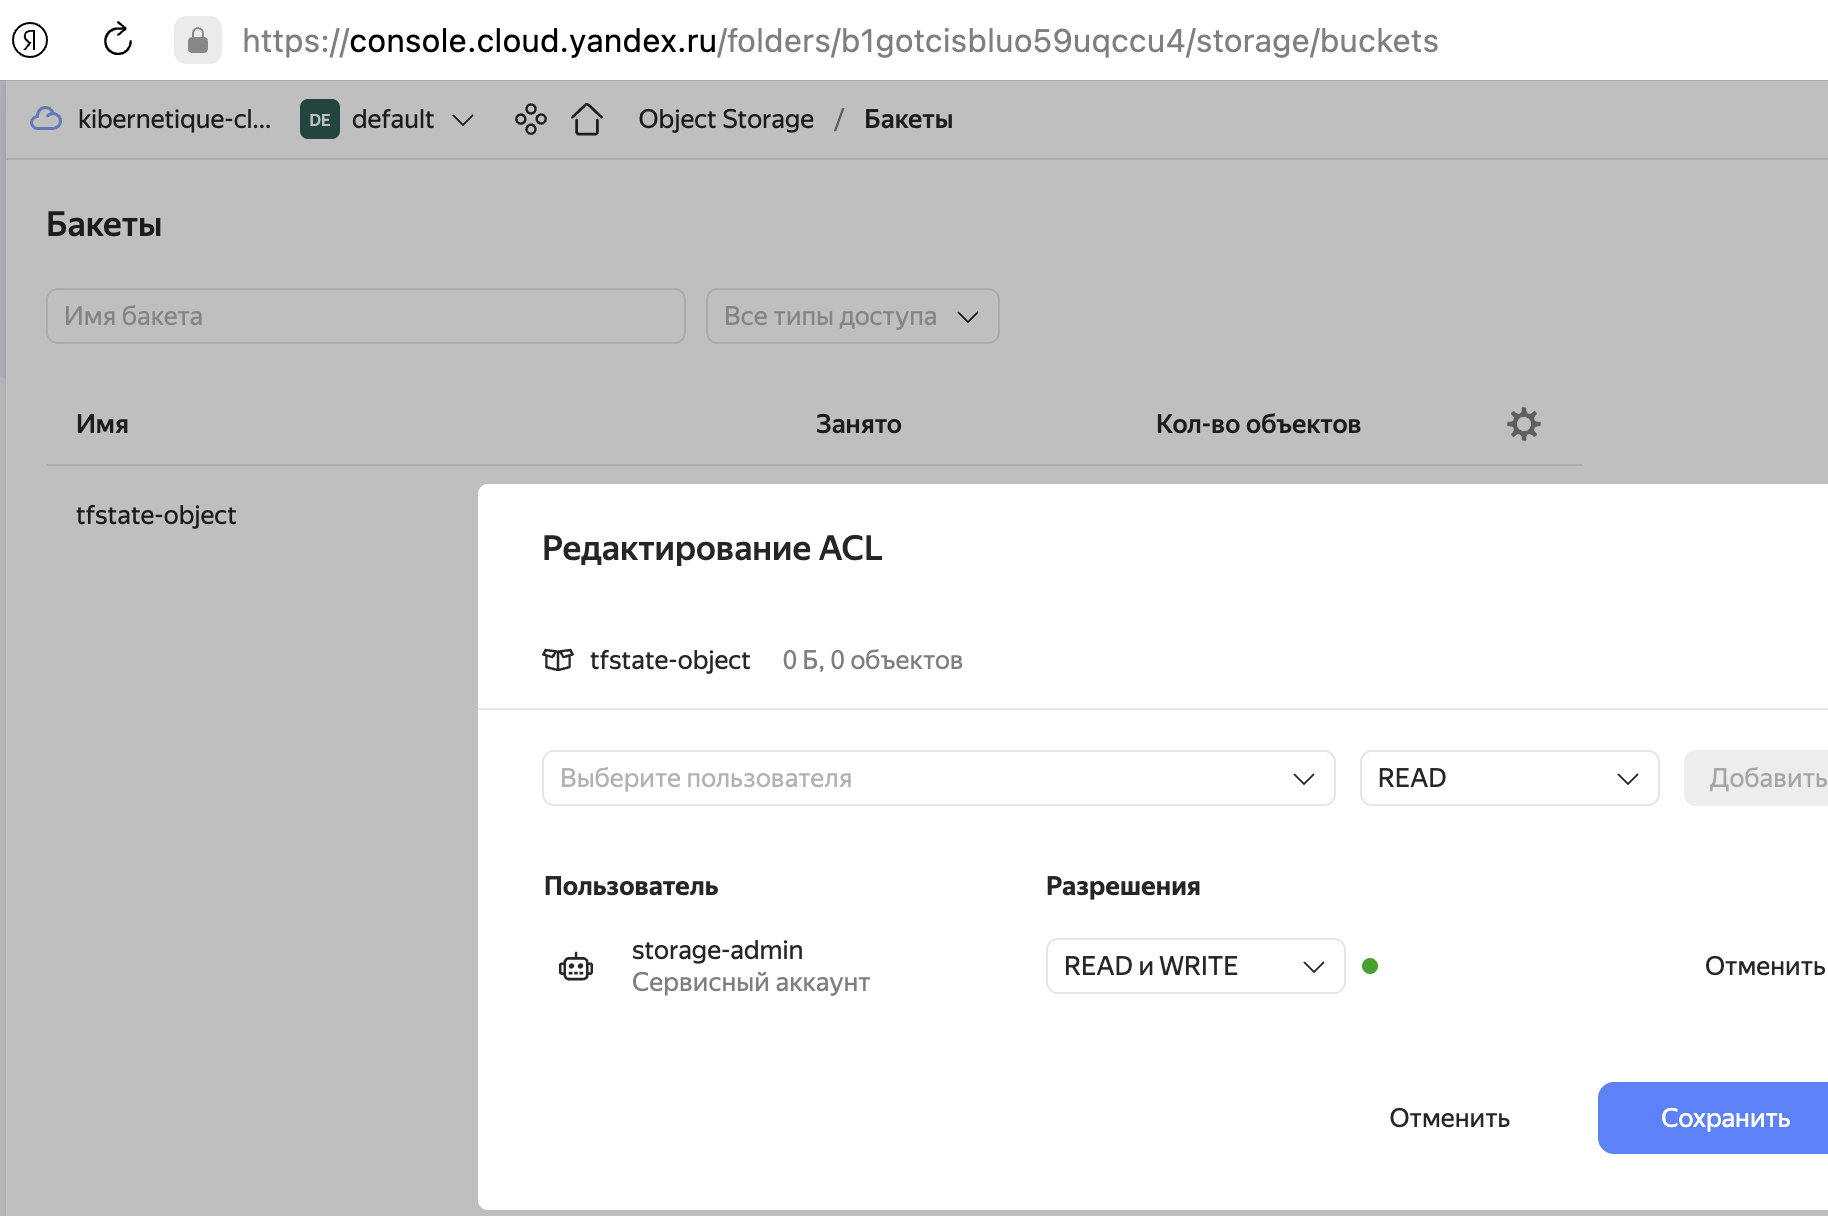 Я https://console.cloud.yandex.ru/folders/b1gotcisbluo59uqccu4/storage/buckets
kibernetique-cl... DE default Object Storage / Бакеты
Бакеты
Имя бакета Все типы доступа
Имя Занято Кол-во объектов
tfstate-object
Редактирование ACL
tfstate-object 0 Б, 0 объектов
Выберите пользователя READ Добавить
Пользователь Разрешения
storage-admin
Сервисный аккаунт READ и WRITE Отменить
Отменить Сохранить